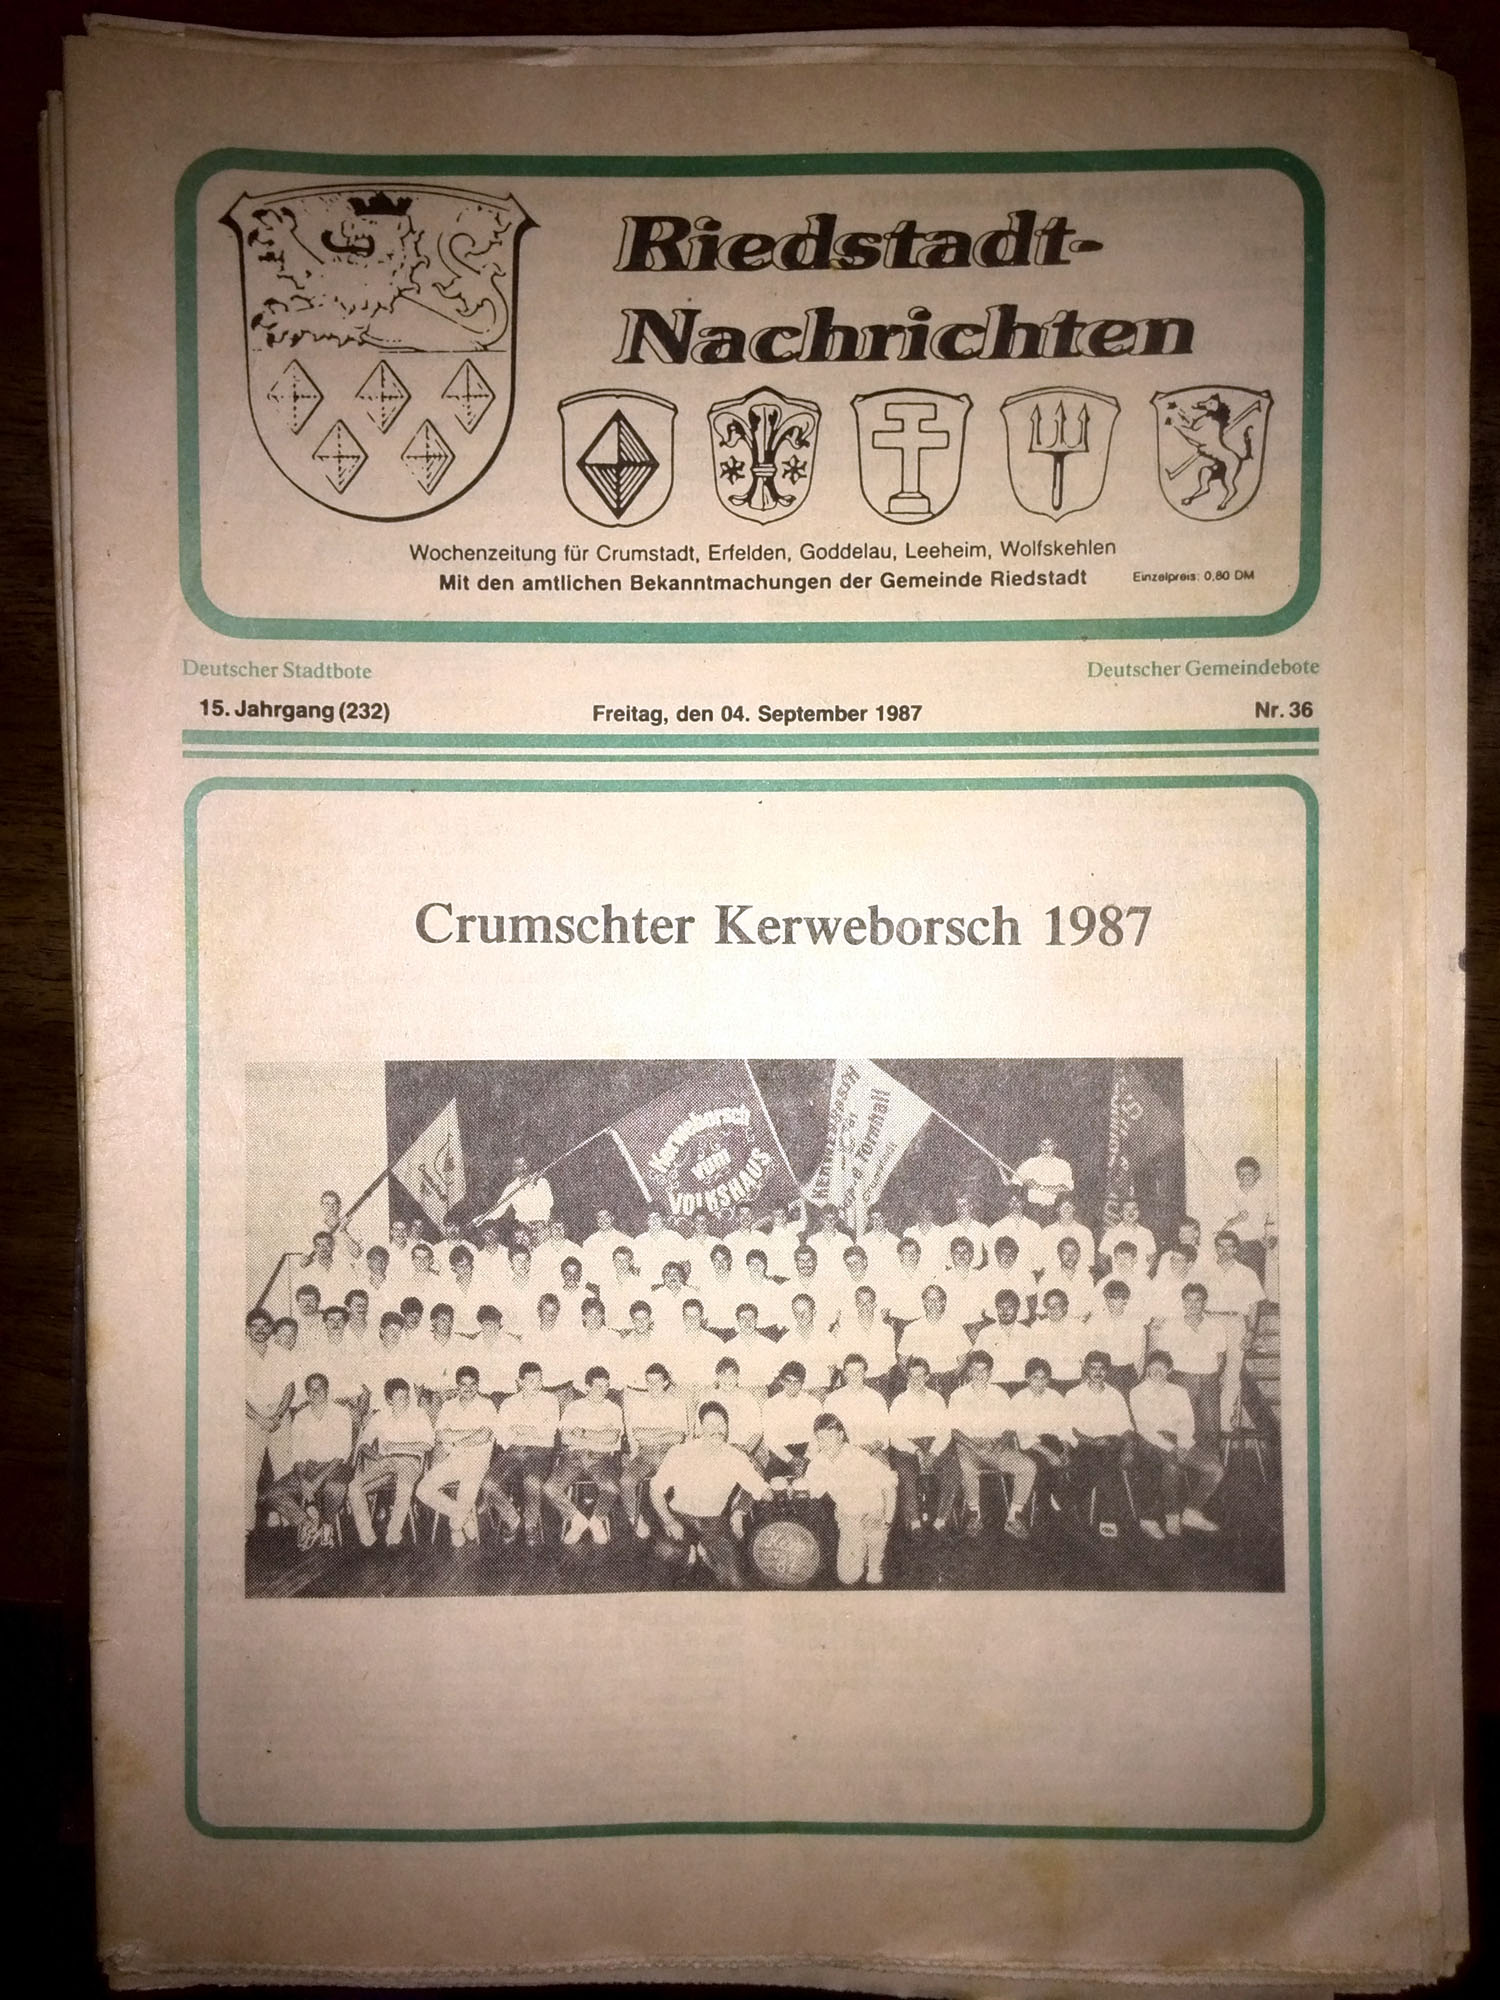 Riedstadt-
Nachrichten
Wochenzeitung für Crumstadt, Erfelden, Goddelau, Leeheim, Wolfskehlen
Mit den amtlichen Bekanntmachungen der Gemeinde Riedstadt
Einzelpreis: 0,80 DM
Deutscher Stadtbote
Deutscher Gemeindebote
15. Jahrgang (232)
Freitag, den 04. September 1987
Nr. 36
Crumschter Kerweborsch 1987
Kerweborsch
vum
VOLKSHAUS
Tornhall